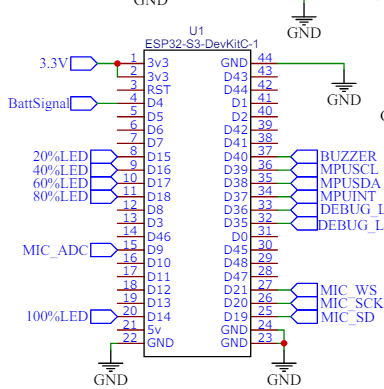 GND
GND
U1
ESP32-S3-DevKitC-1
3.3V 1 3v3 GND 44
2 3v3 D43 43
3 RST D44 42
BattSignal 4 D4 D1 41
5 D5 D2 40
6 D6 D42 39
7 D7 D41 38
20%LED 8 D15 D40 37 BUZZER
40%LED 9 D16 D39 36 MPUSCL
60%LED 10 D17 D38 35 MPUSDA
80%LED 11 D18 D37 34 MPUINT
12 D8 D36 33 DEBUG_L
13 D3 D35 32 DEBUG_L
14 D46 D0 31
MIC_ADC 15 D9 D45 30
16 D10 D48 29
17 D11 D47 28
18 D12 D21 27 MIC_WS
19 D13 D20 26 MIC_SCK
100%LED 20 D14 D19 25 MIC_SD
21 5v GND 24
22 GND GND 23
GND
GND
GND